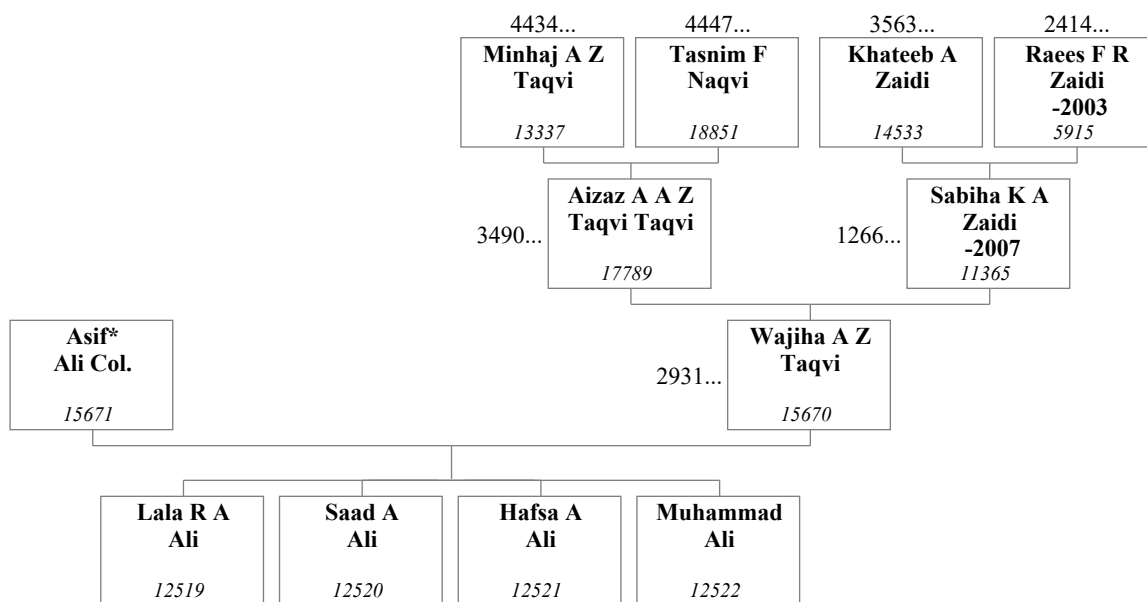 4434...
4447...
3563...
2414...
Minhaj A Z
Taqvi
13337
Tasnim F
Naqvi
18851
Khateeb A
Zaidi
14533
Raees F R
Zaidi
-2003
5915
3490...
Aizaz A A Z
Taqvi Taqvi
17789
1266...
Sabiha K A
Zaidi
-2007
11365
Asif*
Ali Col.
15671
2931...
Wajiha A Z
Taqvi
15670
Lala R A
Ali
12519
Saad A
Ali
12520
Hafsa A
Ali
12521
Muhammad
Ali
12522